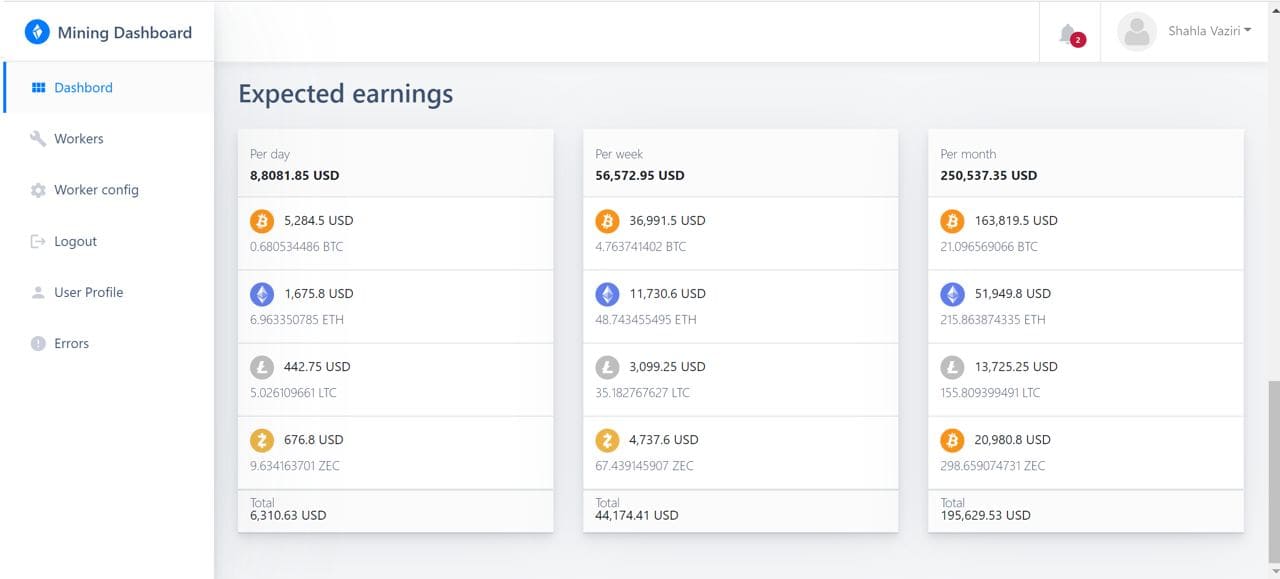 Mining Dashboard
2
Shahla Vaziri
Dashbord
Workers
Worker config
Logout
User Profile
Errors
Expected earnings
Per day
8,8081.85 USD
5,284.5 USD
0.680534486 BTC
1,675.8 USD
6.963350785 ETH
442.75 USD
5.026109661 LTC
676.8 USD
9.634163701 ZEC
Total
6,310.63 USD
Per week
56,572.95 USD
36,991.5 USD
4.763741402 BTC
11,730.6 USD
48.743455495 ETH
3,099.25 USD
35.182767627 LTC
4,737.6 USD
67.439145907 ZEC
Total
44,174.41 USD
Per month
250,537.35 USD
163,819.5 USD
21.096569066 BTC
51,949.8 USD
215.863874335 ETH
13,725.25 USD
155.809399491 LTC
20,980.8 USD
298.659074731 ZEC
Total
195,629.53 USD